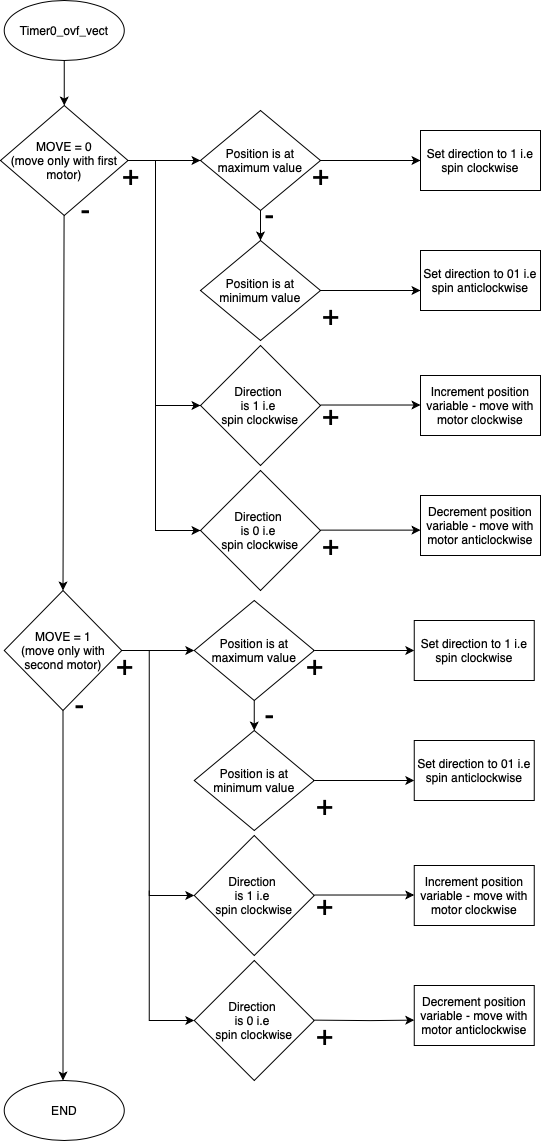 Timer0_ovf_vect
MOVE = 0
(move only with first
motor)
+
-
Position is at
maximum value
+
-
Set direction to 1 i.e
spin clockwise
Position is at
minimum value
+
Set direction to 01 i.e
spin anticlockwise
Direction
is 1 i.e
spin clockwise
+
Increment position
variable - move with
motor clockwise
Direction
is 0 i.e
spin clockwise
+
Decrement position
variable - move with
motor anticlockwise
MOVE = 1
(move only with
second motor)
+
-
Position is at
maximum value
+
-
Set direction to 1 i.e
spin clockwise
Position is at
minimum value
+
Set direction to 01 i.e
spin anticlockwise
Direction
is 1 i.e
spin clockwise
+
Increment position
variable - move with
motor clockwise
Direction
is 0 i.e
spin clockwise
+
Decrement position
variable - move with
motor anticlockwise
END